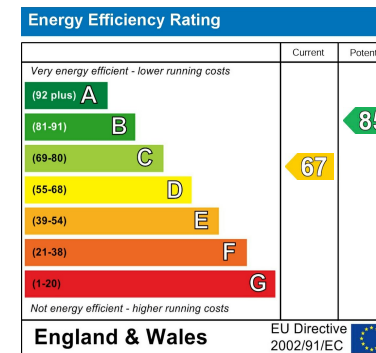 Energy Efficiency Rating
Current Poten
Very energy efficient - lower running costs
(92 plus) A
(81-91) B
85
(69-80) C
67
(55-68) D
(39-54) E
(21-38) F
(1-20) G
Not energy efficient - higher running costs
England & Wales
EU Directive
2002/91/EC